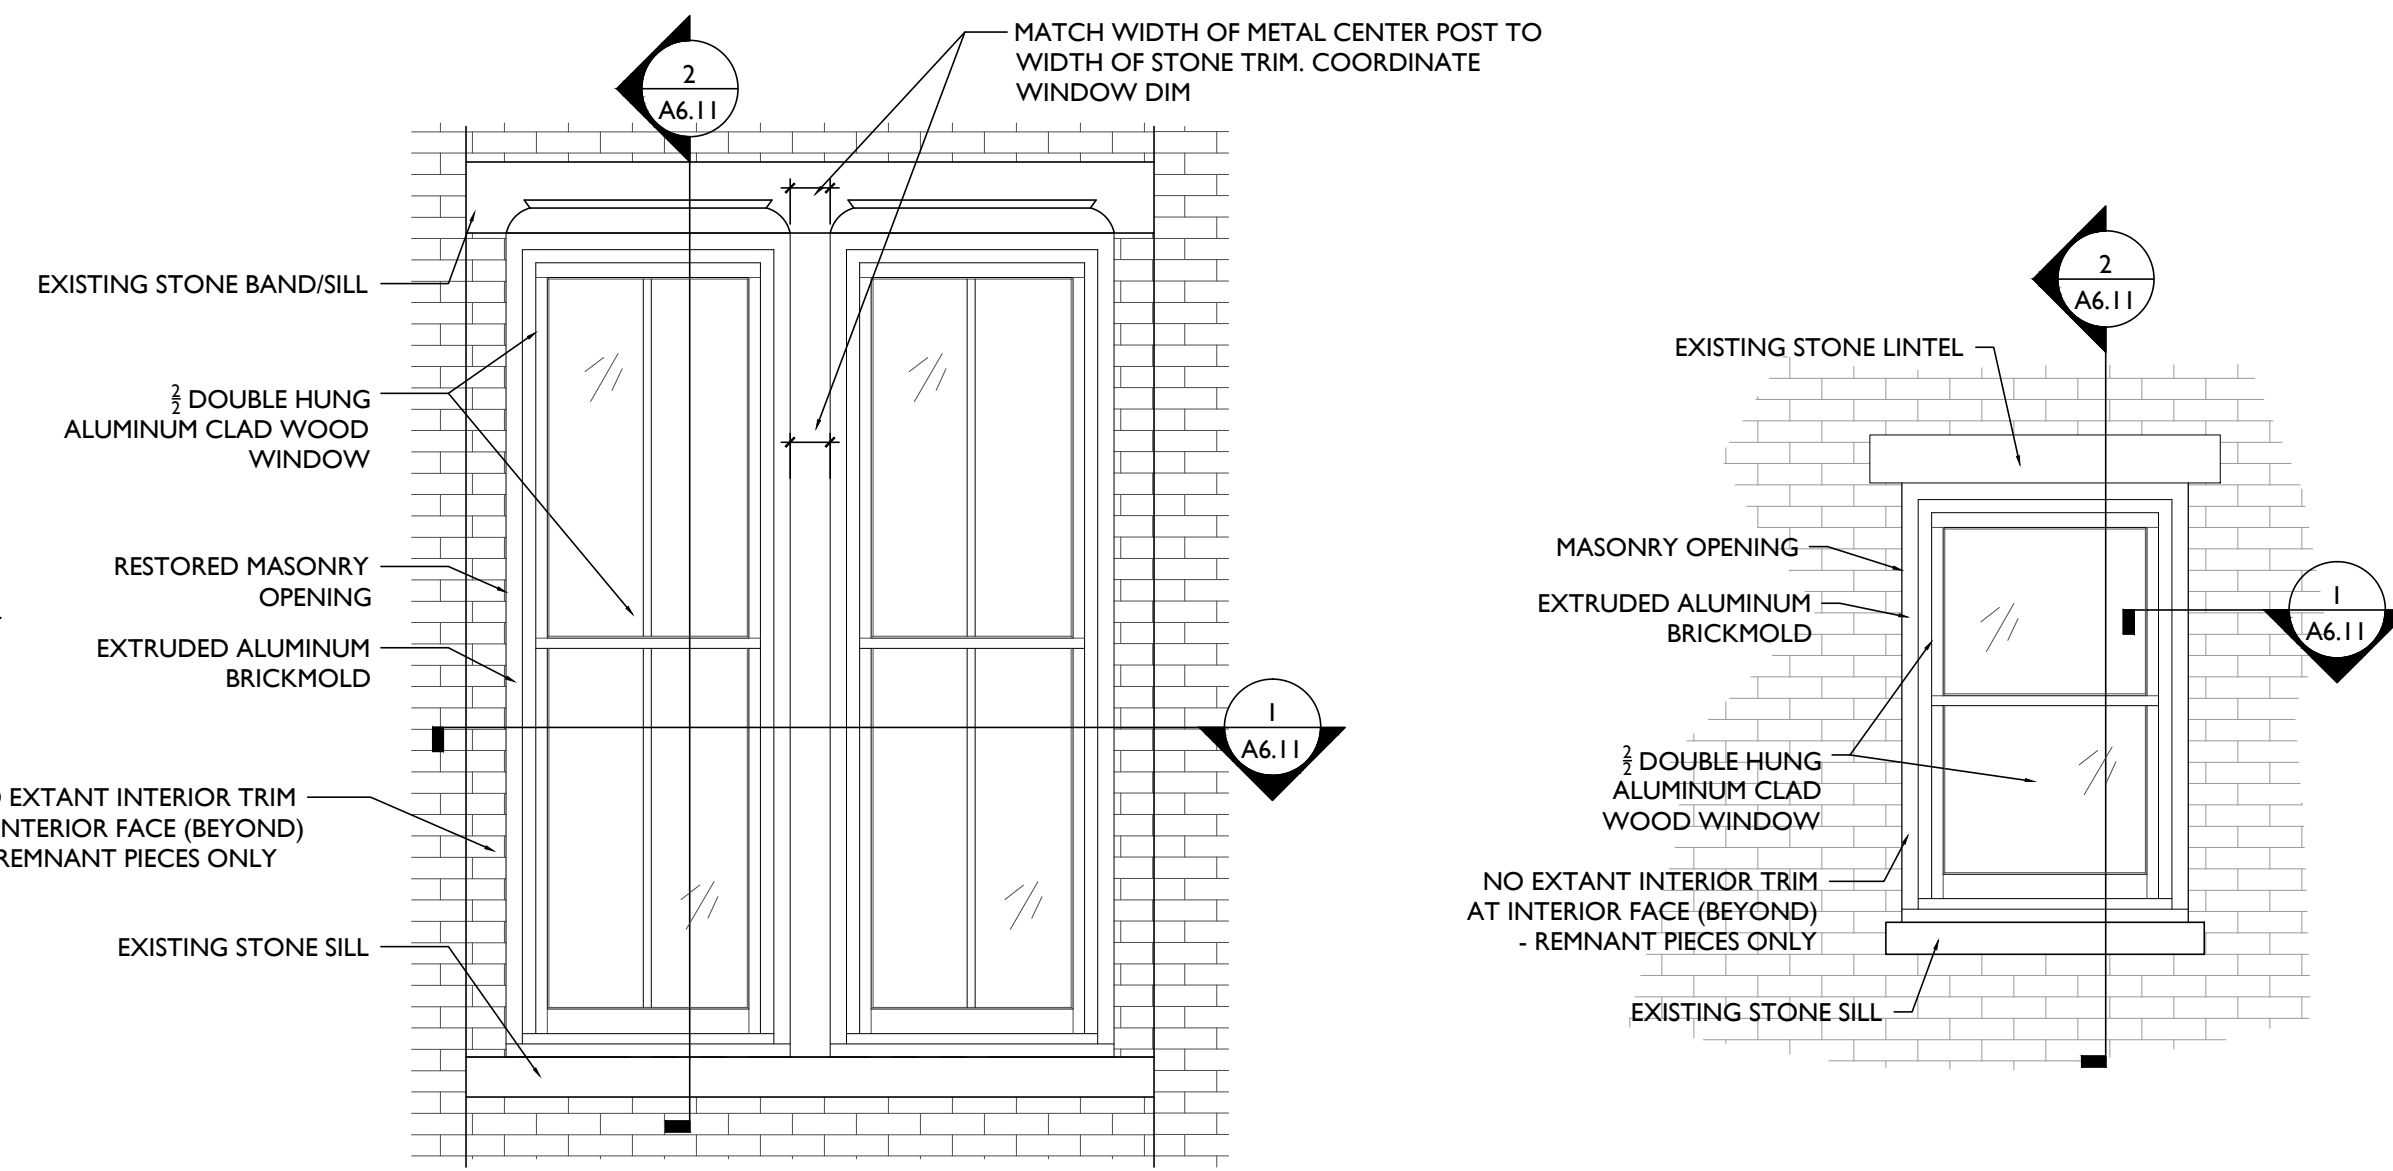 2
A6.11
MATCH WIDTH OF METAL CENTER POST TO
WIDTH OF STONE TRIM. COORDINATE
WINDOW DIM
EXISTING STONE BAND/SILL
2/2 DOUBLE HUNG
ALUMINUM CLAD WOOD
WINDOW
RESTORED MASONRY
OPENING
EXTRUDED ALUMINUM
BRICKMOLD
EXTANT INTERIOR TRIM
INTERIOR FACE (BEYOND)
REMNANT PIECES ONLY
EXISTING STONE SILL
1
A6.11
2
A6.11
EXISTING STONE LINTEL
MASONRY OPENING
EXTRUDED ALUMINUM
BRICKMOLD
2/2 DOUBLE HUNG
ALUMINUM CLAD
WOOD WINDOW
NO EXTANT INTERIOR TRIM
AT INTERIOR FACE (BEYOND)
- REMNANT PIECES ONLY
EXISTING STONE SILL
1
A6.11